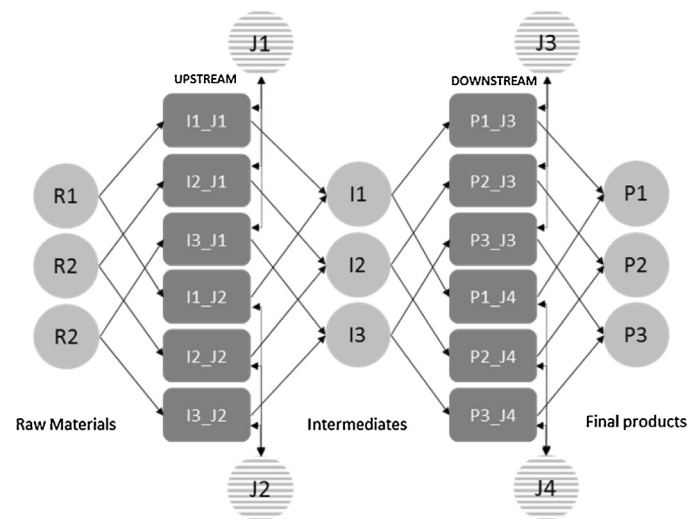 J1
J3
UPSTREAM
DOWNSTREAM
I1_J1
P1_J3
I2_J1
P2_J3
R1
I1
P1
I3_J1
P3_J3
R2
I2
P2
I1_J2
P1_J4
R2
I3
P3
I2_J2
P2_J4
I3_J2
P3_J4
Raw Materials
Intermediates
Final products
J2
J4